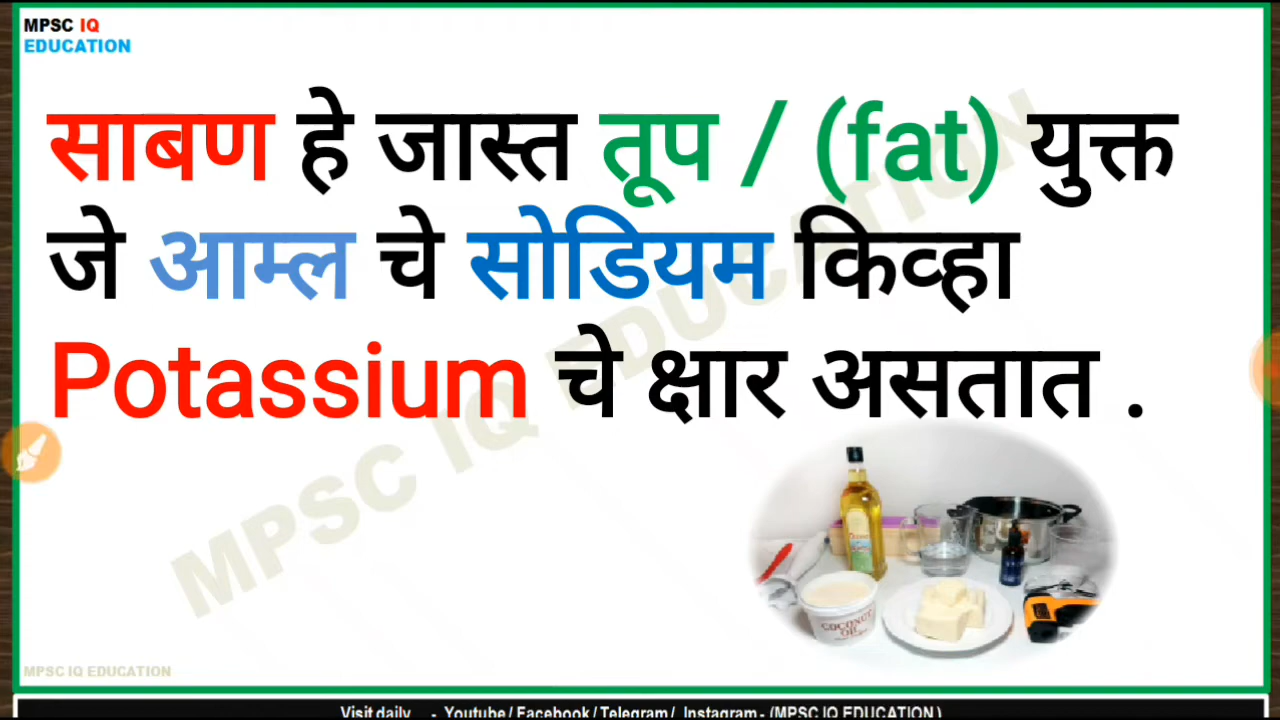 MPSC IQ
EDUCATION
साबण हे जास्त तूप / (fat) युक्त
जे आम्ल चे सोडियम किव्हा
Potassium चे क्षार असतात .
MPSC IQ EDUCATION
COCONUT
OIL
MPSC IQ EDUCATION
Visit daily - Youtube / Facebook / Telegram / Instagram - (MPSC IQ EDUCATION)